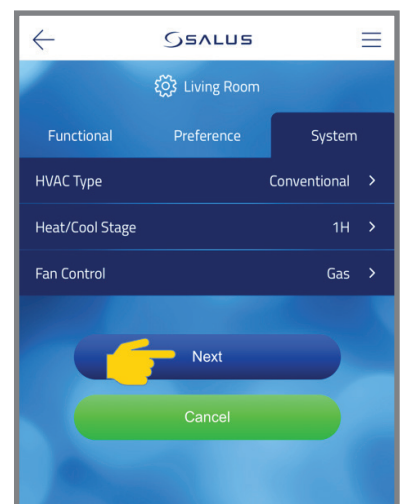 SALUS
Living Room
Functional Preference System
HVAC Type Conventional >
Heat/Cool Stage 1H >
Fan Control Gas >
Next
Cancel